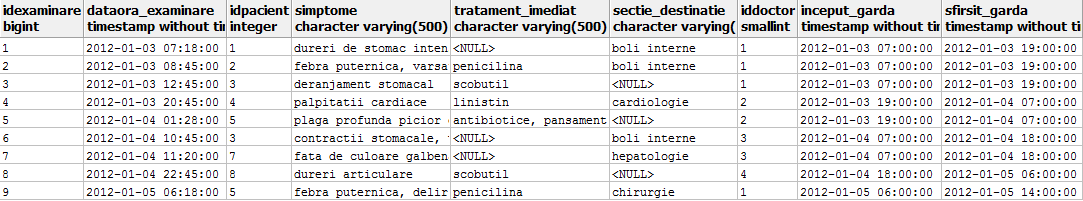 idexaminare dataora_examinare idpacient simptome tratament_imediat sectie_destinatie iddoctor inceput_garda sfirsit_garda
bigint timestamp without tir integer character varying(500) character varying(500) character varying( smallint timestamp without ti timestamp without ti
1 2012-01-03 07:18:00 1 dureri de stomac inten <NULL> boli interne 1 2012-01-03 07:00:00 2012-01-03 19:00:00
2 2012-01-03 08:45:00 2 febra puternica, varsa penicilina boli interne 1 2012-01-03 07:00:00 2012-01-03 19:00:00
3 2012-01-03 12:45:00 3 deranjament stomacal scobutil <NULL> 1 2012-01-03 07:00:00 2012-01-03 19:00:00
4 2012-01-03 20:45:00 4 palpitatii cardiace linistin cardiologie 2 2012-01-03 19:00:00 2012-01-04 07:00:00
5 2012-01-04 01:28:00 5 plaga profunda picior antibiotice, pansament <NULL> 2 2012-01-03 19:00:00 2012-01-04 07:00:00
6 2012-01-04 10:45:00 3 contractii stomacale, <NULL> boli interne 3 2012-01-04 07:00:00 2012-01-04 18:00:00
7 2012-01-04 11:20:00 7 fata de culoare galben <NULL> hepatologie 3 2012-01-04 07:00:00 2012-01-04 18:00:00
8 2012-01-04 22:45:00 8 dureri articulare scobutil <NULL> 4 2012-01-04 18:00:00 2012-01-05 06:00:00
9 2012-01-05 06:18:00 5 febra puternica, delir penicilina chirurgie 1 2012-01-05 06:00:00 2012-01-05 14:00:00